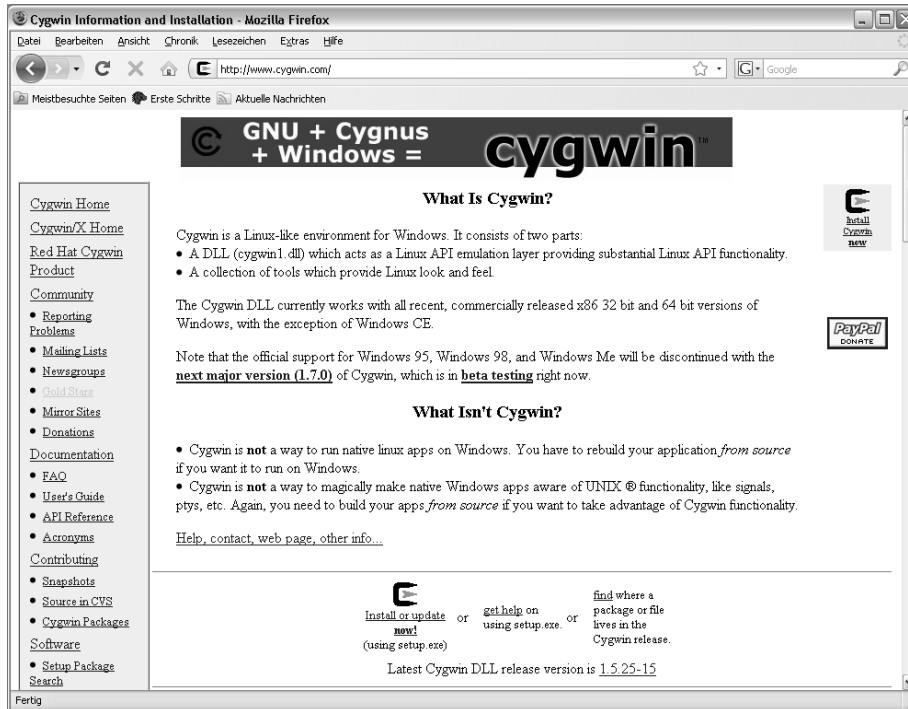 Cygwin Information and Installation - Mozilla Firefox
Datei Bearbeiten Ansicht Chronik Lesezeichen Extras Hilfe
http://www.cygwin.com/
G Google
Meistbesuchte Seiten Erste Schritte Aktuelle Nachrichten
GNU + Cygnus
+ Windows =
cygwin™
Cygwin Home
Cygwin/X Home
Red Hat Cygwin
Product
Community
• Reporting
Problems
• Mailing Lists
• Newsgroups
• Gold Stars
• Mirror Sites
• Donations
Documentation
• FAQ
• User's Guide
• API Reference
• Acronyms
Contributing
• Snapshots
• Source in CVS
• Cygwin Packages
Software
• Setup Package
Search
What Is Cygwin?
Cygwin is a Linux-like environment for Windows. It consists of two parts:
• A DLL (cygwin1.dll) which acts as a Linux API emulation layer providing substantial Linux API functionality.
• A collection of tools which provide Linux look and feel.
The Cygwin DLL currently works with all recent, commercially released x86 32 bit and 64 bit versions of
Windows, with the exception of Windows CE.
Note that the official support for Windows 95, Windows 98, and Windows Me will be discontinued with the
next major version (1.7.0) of Cygwin, which is in beta testing right now.
What Isn't Cygwin?
• Cygwin is not a way to run native linux apps on Windows. You have to rebuild your application from source
if you want it to run on Windows.
• Cygwin is not a way to magically make native Windows apps aware of UNIX ® functionality, like signals,
ptys, etc. Again, you need to build your apps from source if you want to take advantage of Cygwin functionality.
Help, contact, web page, other info...
Install or update
now!
(using setup.exe)
or
get help on
using setup.exe.
or
find where a
package or file
lives in the
Cygwin release.
Latest Cygwin DLL release version is 1.5.25-15
Install
Cygwin
now
PayPal
DONATE
Fertig